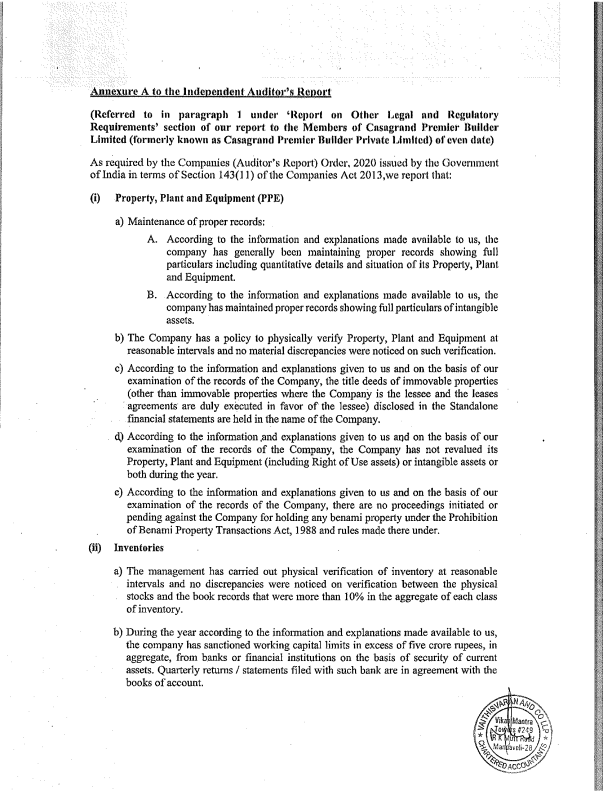 Annexure A to the Independent Auditor's Report
(Referred to in paragraph 1 under 'Report on Other Legal and Regulatory
Requirements' section of our report to the Members of Casagrand Premier Builder
Limited (formerly known as Casagrand Premier Builder Private Limited) of even date)
As required by the Companies (Auditor's Report) Order, 2020 issued by the Government
of India in terms of Section 143(11) of the Companies Act 2013,we report that:
(i) Property, Plant and Equipment (PPE)
a) Maintenance of proper records:
A. According to the information and explanations made available to us, the
company has generally been maintaining proper records showing full
particulars including quantitative details and situation of its Property, Plant
and Equipment.
B. According to the information and explanations made available to us, the
company has maintained proper records showing full particulars of intangible
assets.
b) The Company has a policy to physically verify Property, Plant and Equipment at
reasonable intervals and no material discrepancies were noticed on such verification.
c) According to the information and explanations given to us and on the basis of our
examination of the records of the Company, the title deeds of immovable properties
(other than immovable properties where the Company is the lessee and the leases
agreements are duly executed in favor of the lessee) disclosed in the Standalone
financial statements are held in the name of the Company.
d) According to the information and explanations given to us and on the basis of our
examination of the records of the Company, the Company has not revalued its
Property, Plant and Equipment (including Right of Use assets) or intangible assets or
both during the year.
e) According to the information and explanations given to us and on the basis of our
examination of the records of the Company, there are no proceedings initiated or
pending against the Company for holding any benami property under the Prohibition
of Benami Property Transactions Act, 1988 and rules made there under.
(ii) Inventories
a) The management has carried out physical verification of inventory at reasonable
intervals and no discrepancies were noticed on verification between the physical
stocks and the book records that were more than 10% in the aggregate of each class
of inventory.
b) During the year according to the information and explanations made available to us,
the company has sanctioned working capital limits in excess of five crore rupees, in
aggregate, from banks or financial institutions on the basis of security of current
assets. Quarterly returns / statements filed with such bank are in agreement with the
books of account.
VAITHISVARAN AND CO LLP
Mantra
Mandaveli-28
CHARTERED ACCOUNTANTS